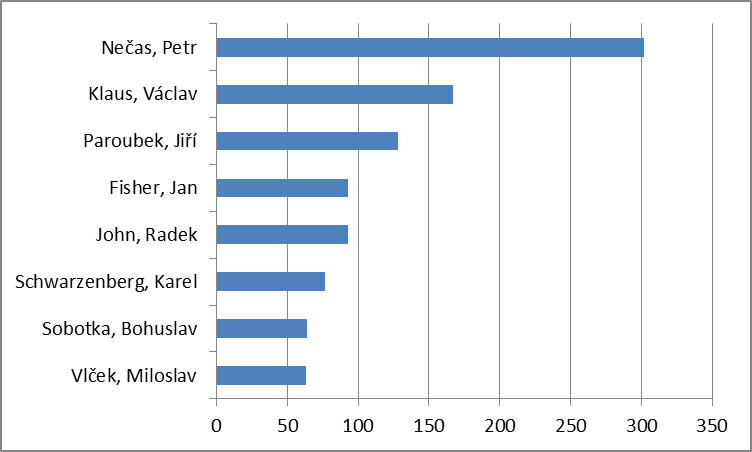 Nečas, Petr
Klaus, Václav
Paroubek, Jiří
Fisher, Jan
John, Radek
Schwarzenberg, Karel
Sobotka, Bohuslav
Vlček, Miloslav
0 50 100 150 200 250 300 350